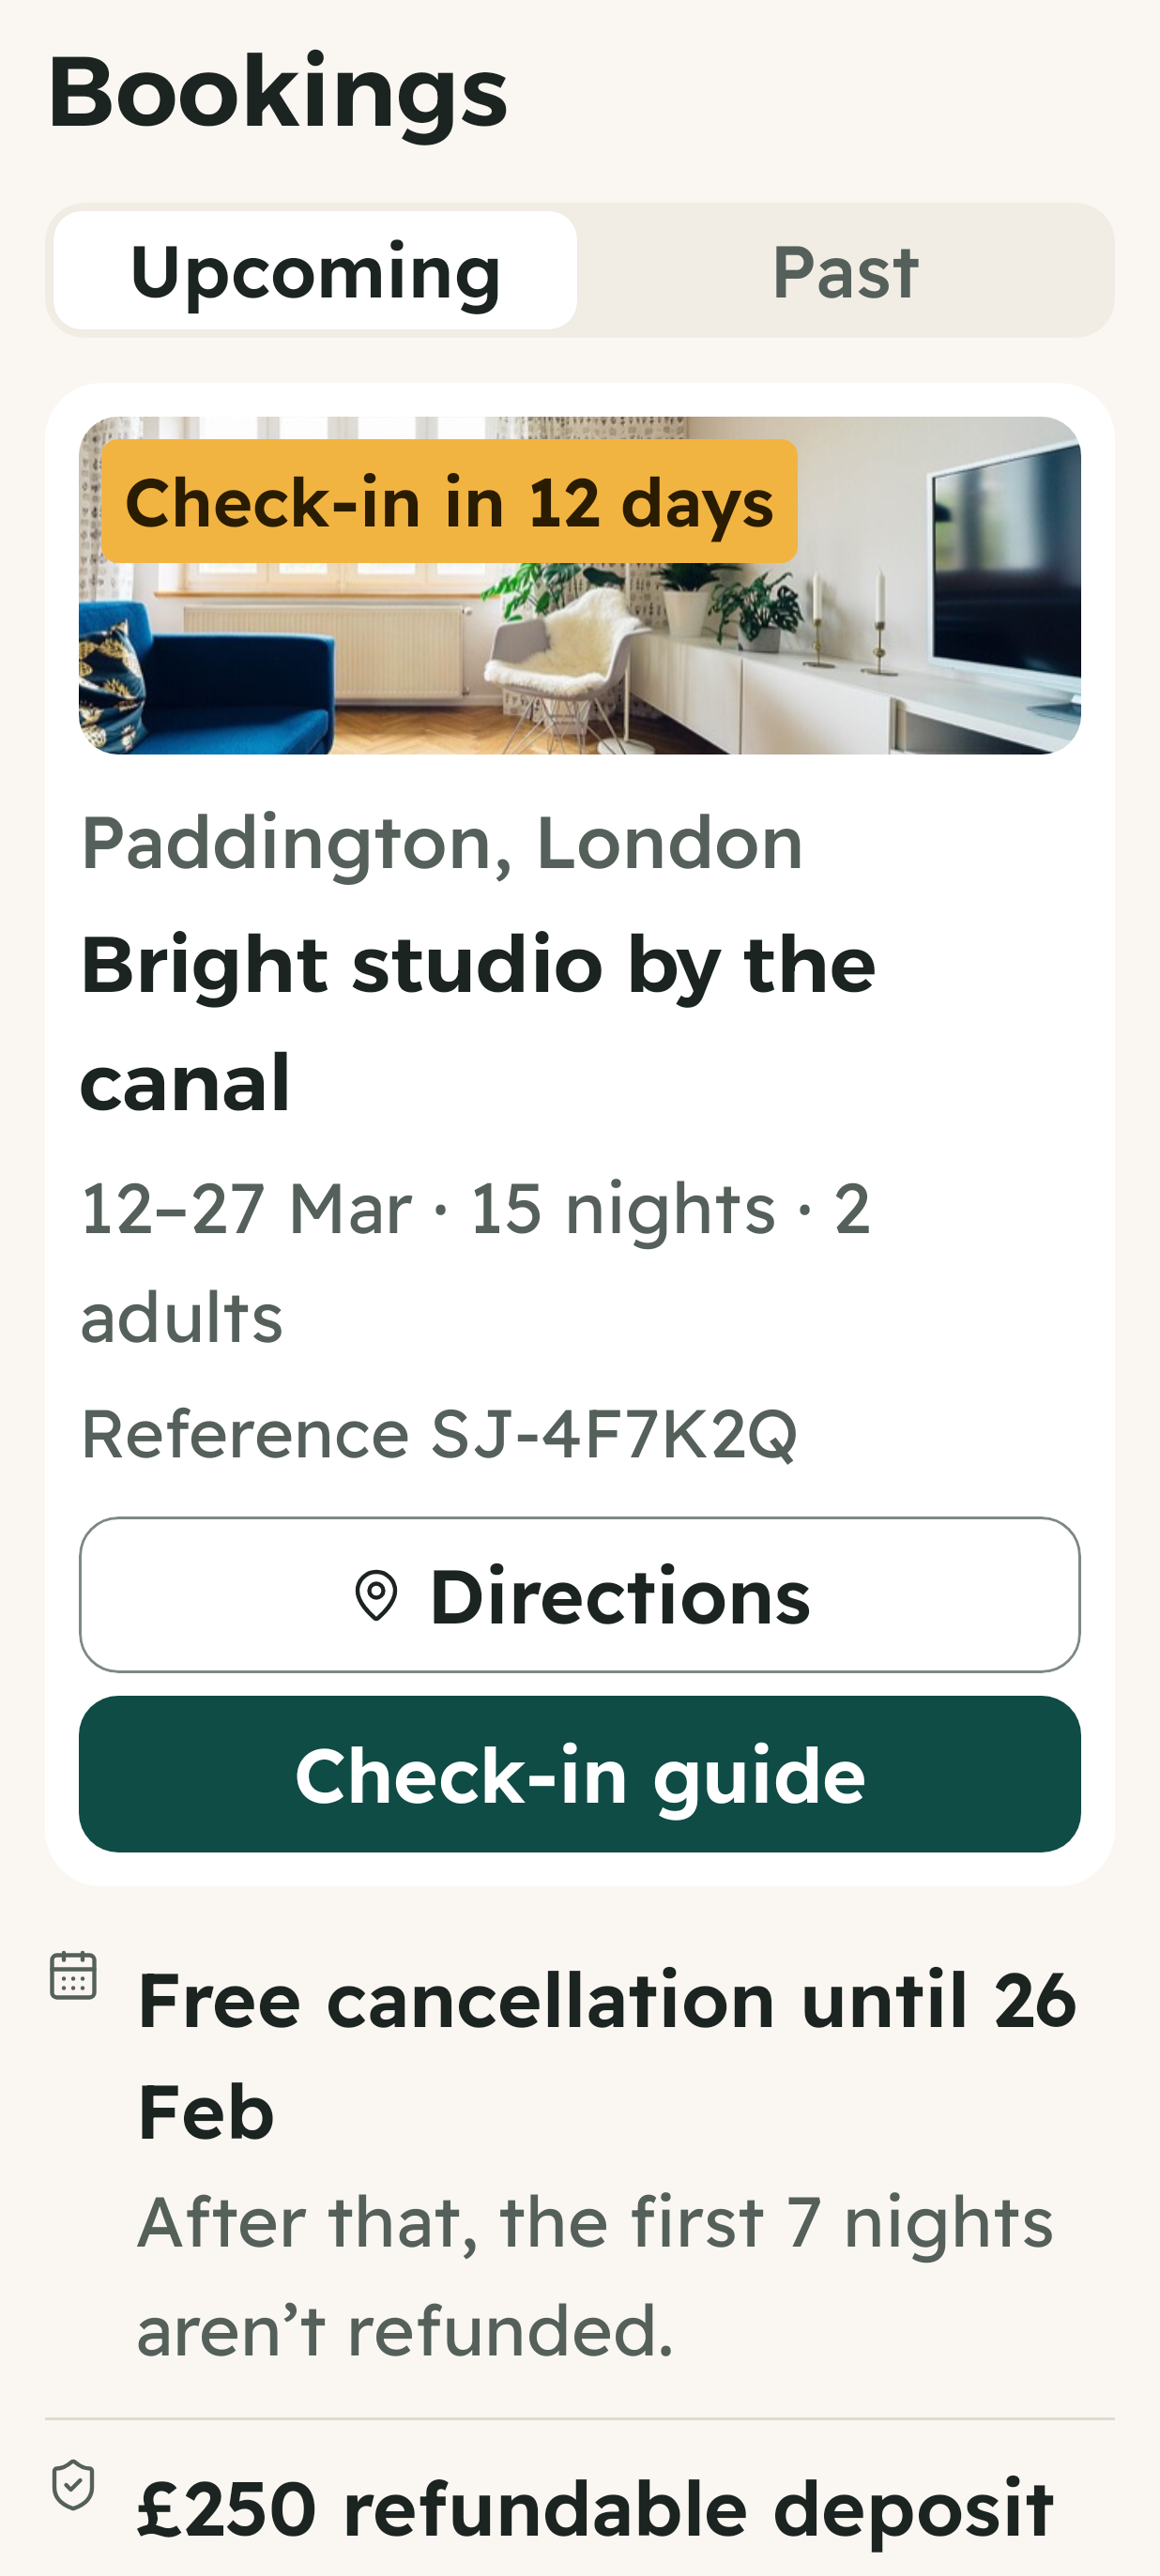 Bookings
Upcoming
Past
Check-in in 12 days
Paddington, London
Bright studio by the
canal
12–27 Mar · 15 nights · 2
adults
Reference SJ-4F7K2Q
Directions
Check-in guide
Free cancellation until 26
Feb
After that, the first 7 nights
aren’t refunded.
£250 refundable deposit